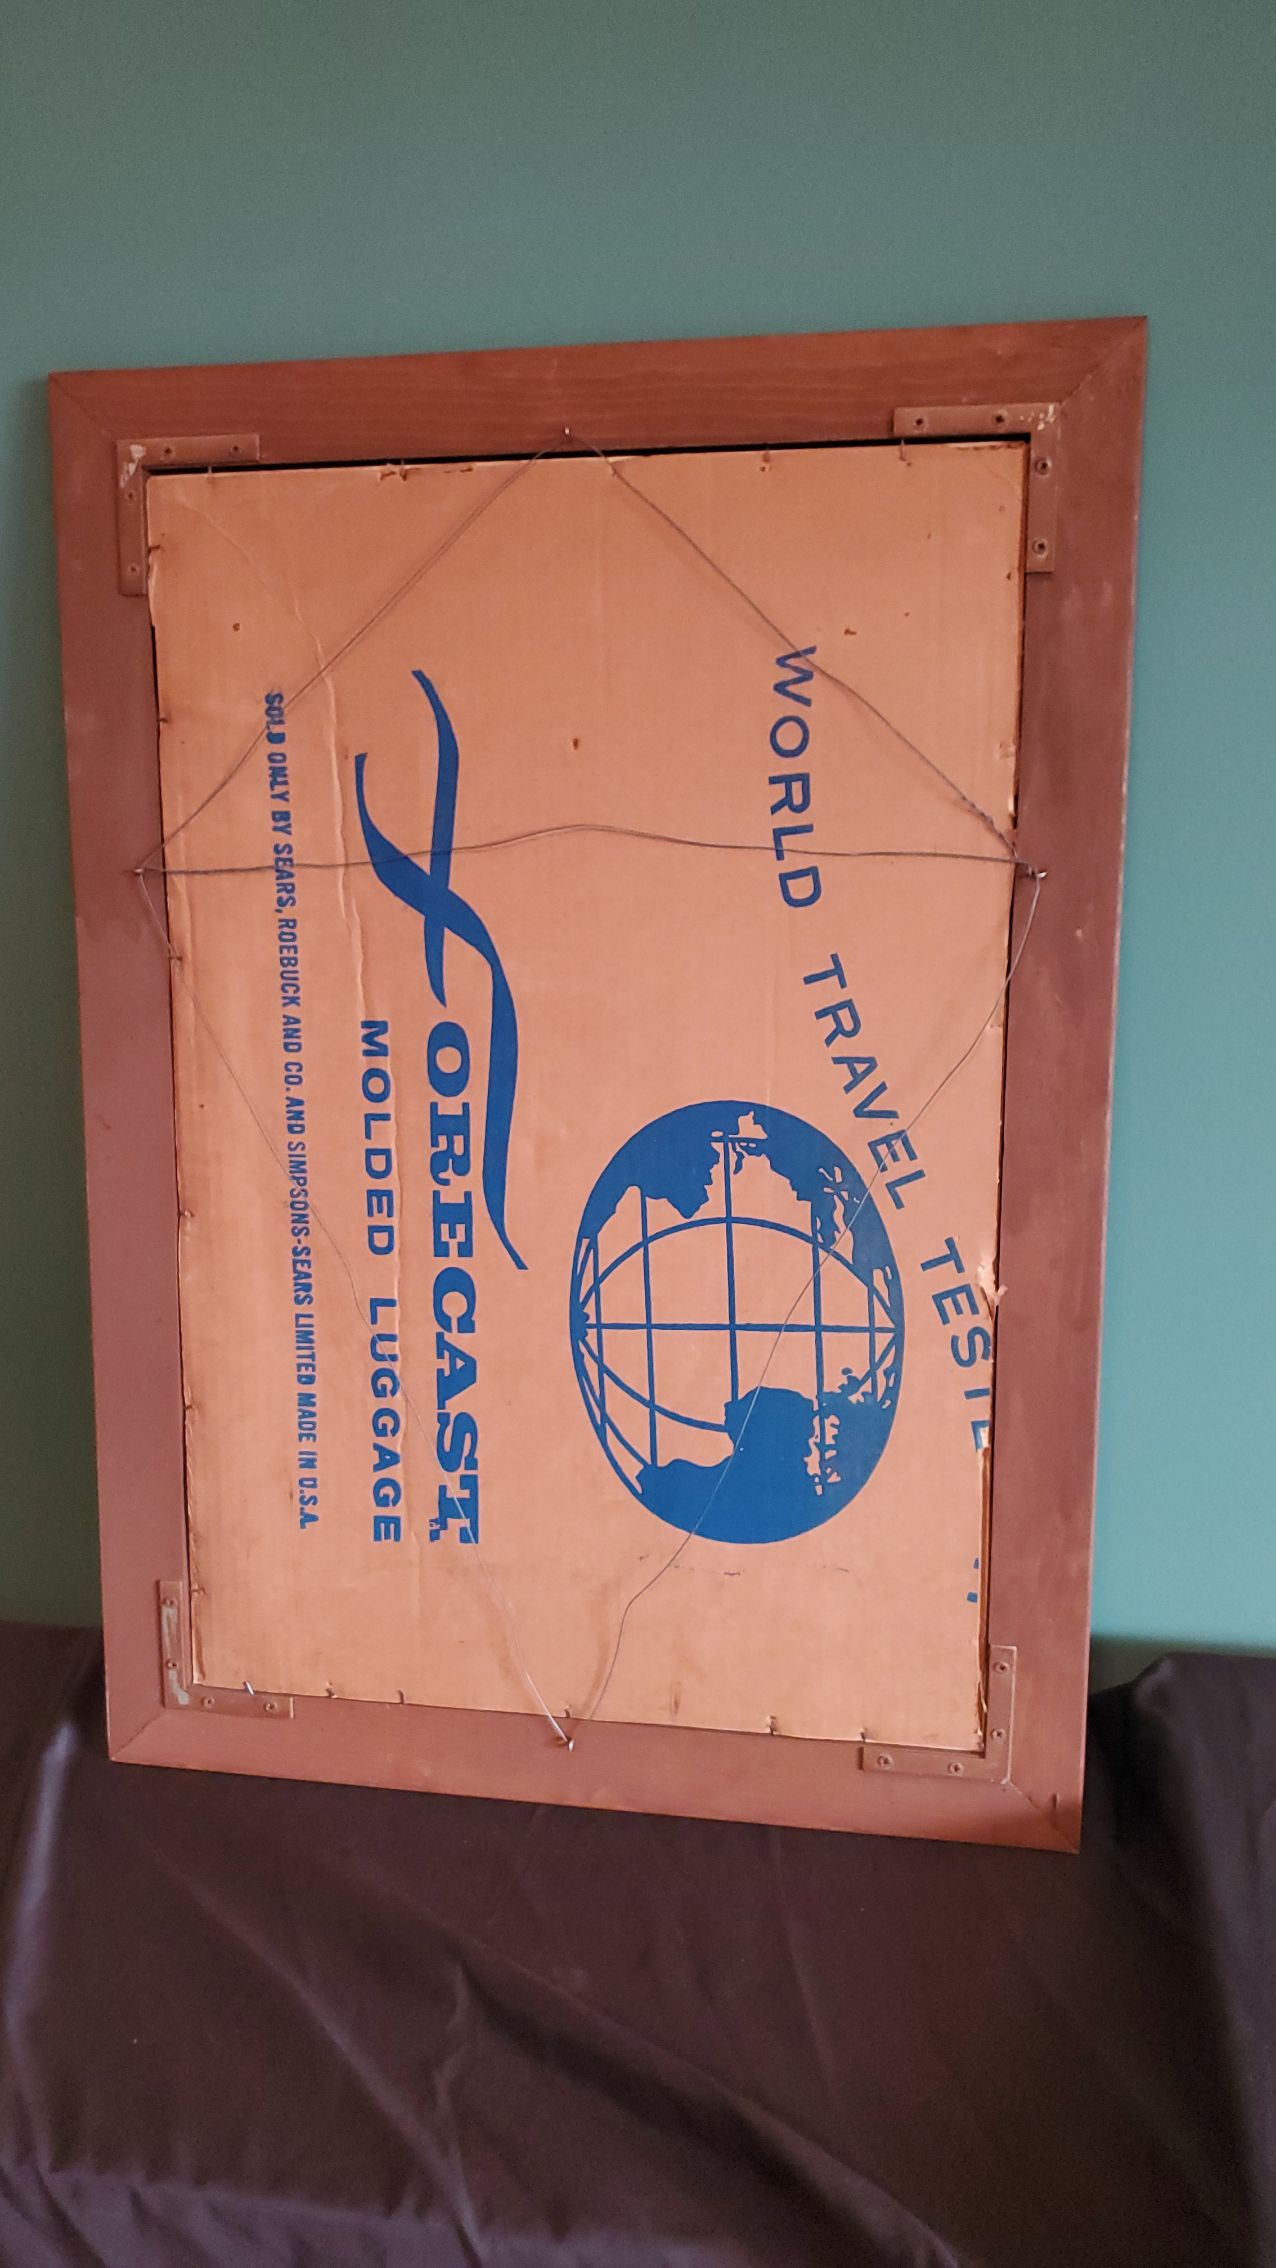 WORLD TRAVEL TESTE
FORECAST
T.M.
MOLDED LUGGAGE
SOLD ONLY BY SEARS, ROEBUCK AND CO. AND SIMPSONS-SEARS LIMITED MADE IN U.S.A.